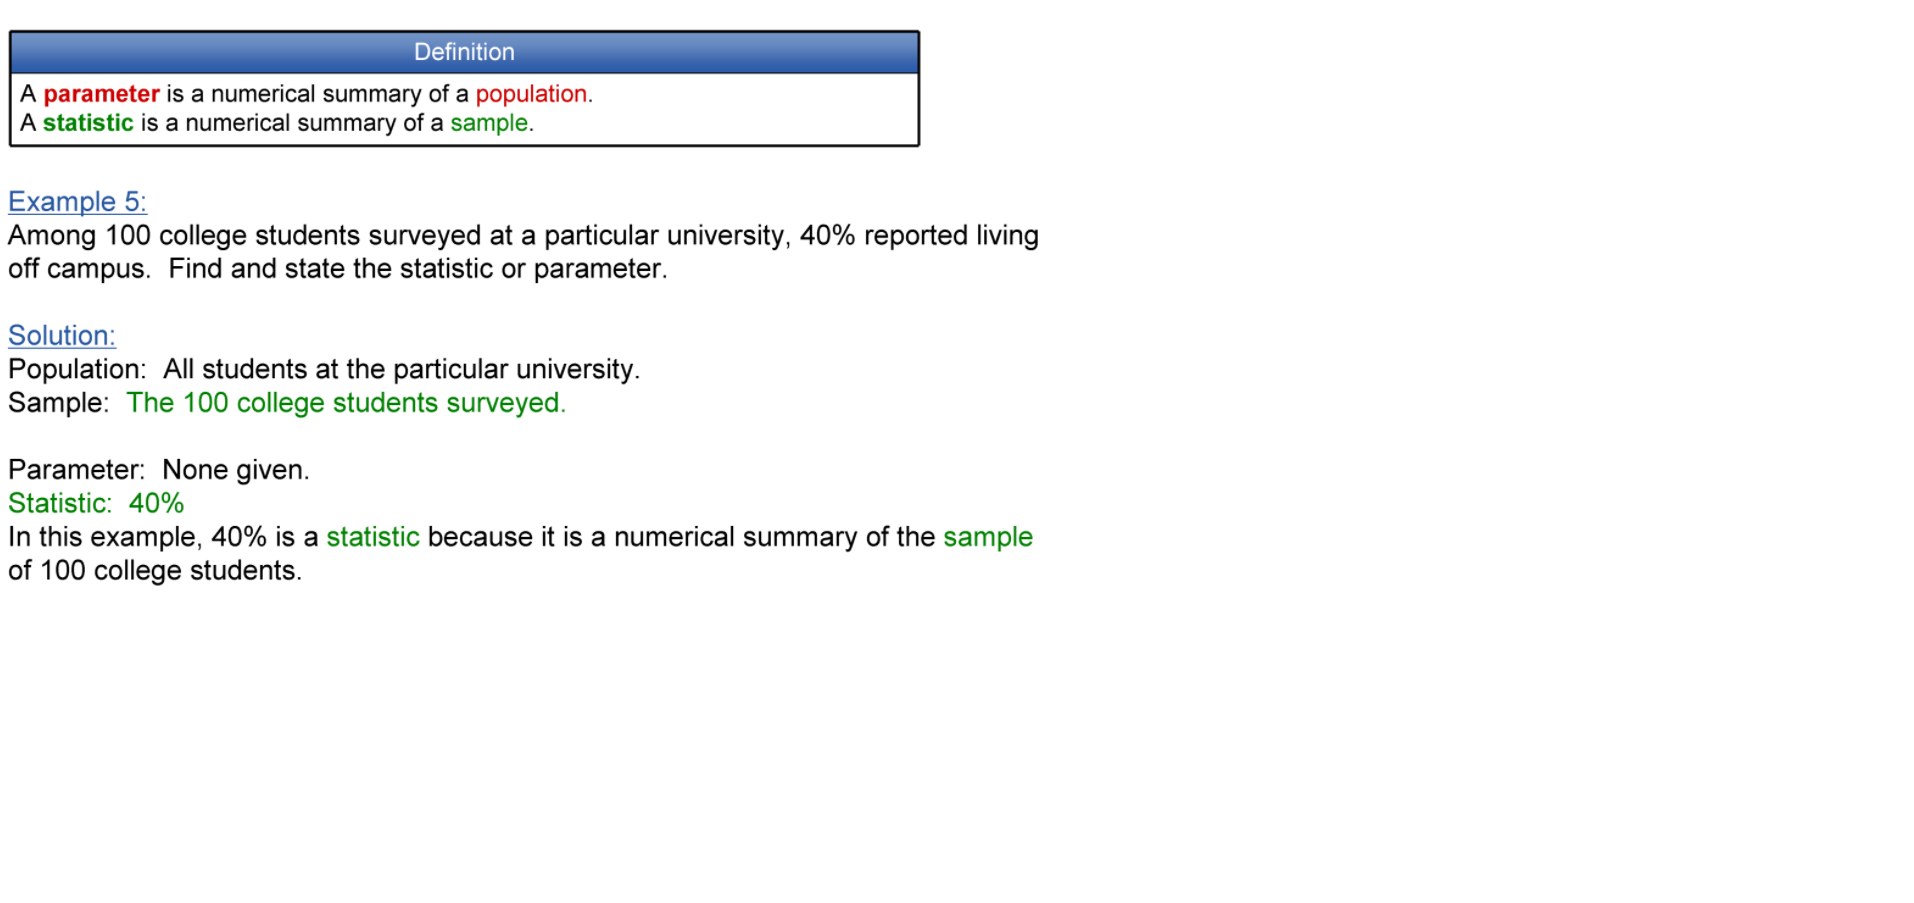 Definition
A parameter is a numerical summary of a population.
A statistic is a numerical summary of a sample.
Example 5:
Among 100 college students surveyed at a particular university, 40% reported living
off campus.  Find and state the statistic or parameter.
Solution:
Population:  All students at the particular university.
Sample:  The 100 college students surveyed.
Parameter:  None given.
Statistic:  40%
In this example, 40% is a statistic because it is a numerical summary of the sample
of 100 college students.